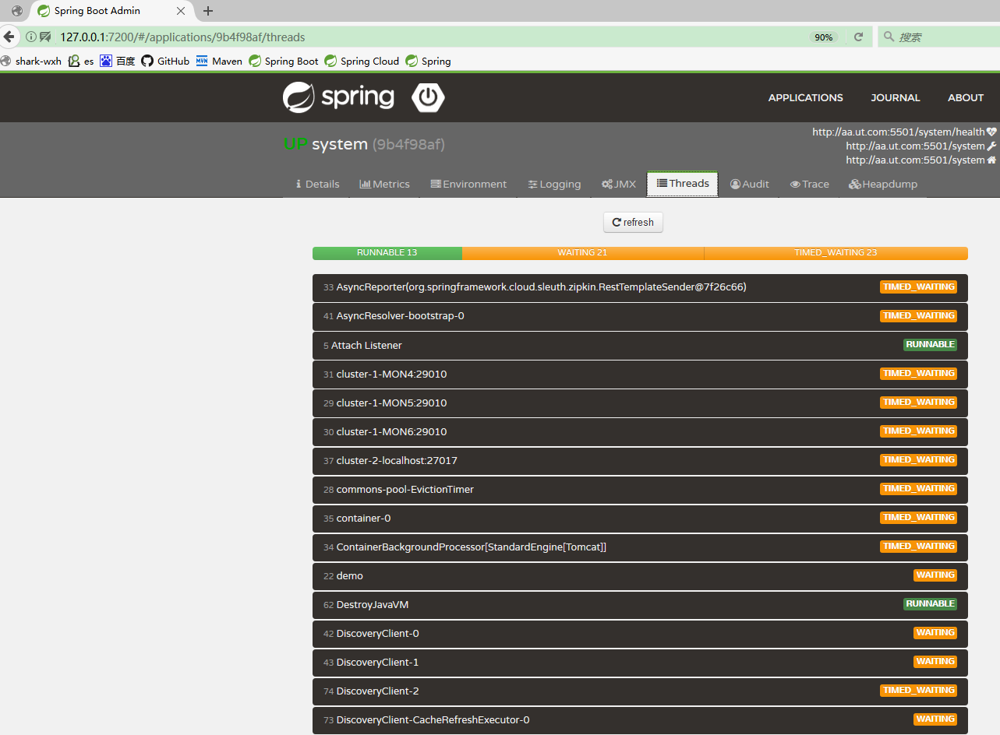 Spring Boot Admin
127.0.0.1:7200/#/applications/9b4f98af/threads 90% 搜索
shark-wxh es 百度 GitHub Maven Spring Boot Spring Cloud Spring
spring APPLICATIONS JOURNAL ABOUT
UP system (9b4f98af)
http://aa.ut.com:5501/system/health
http://aa.ut.com:5501/system
http://aa.ut.com:5501/system
Details Metrics Environment Logging JMX Threads Audit Trace Heapdump
refresh
RUNNABLE 13 WAITING 21 TIMED_WAITING 23
33 AsyncReporter(org.springframework.cloud.sleuth.zipkin.RestTemplateSender@7f26c66) TIMED_WAITING
41 AsyncResolver-bootstrap-0 TIMED_WAITING
5 Attach Listener RUNNABLE
31 cluster-1-MON4:29010 TIMED_WAITING
29 cluster-1-MON5:29010 TIMED_WAITING
30 cluster-1-MON6:29010 TIMED_WAITING
37 cluster-2-localhost:27017 TIMED_WAITING
28 commons-pool-EvictionTimer TIMED_WAITING
35 container-0 TIMED_WAITING
34 ContainerBackgroundProcessor[StandardEngine[Tomcat]] TIMED_WAITING
22 demo WAITING
62 DestroyJavaVM RUNNABLE
42 DiscoveryClient-0 WAITING
43 DiscoveryClient-1 WAITING
74 DiscoveryClient-2 TIMED_WAITING
73 DiscoveryClient-CacheRefreshExecutor-0 WAITING